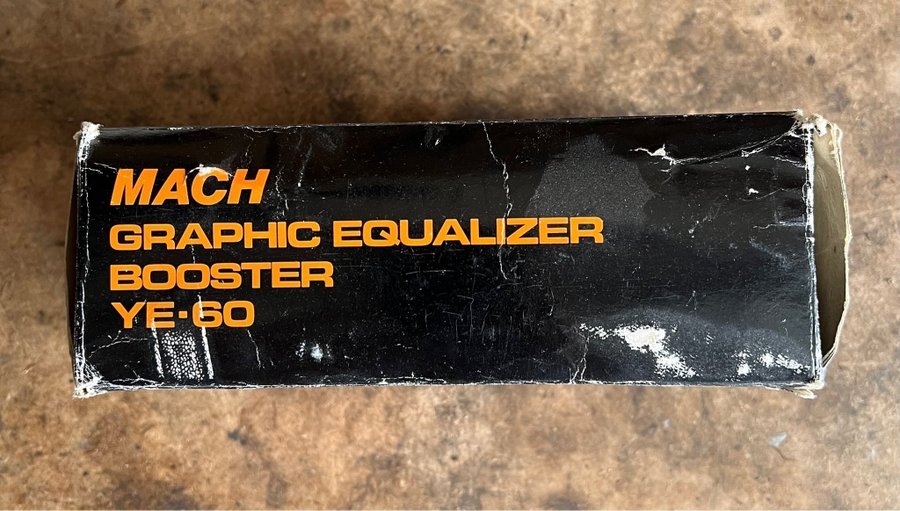 MACH
GRAPHIC EQUALIZER
BOOSTER
YE·60